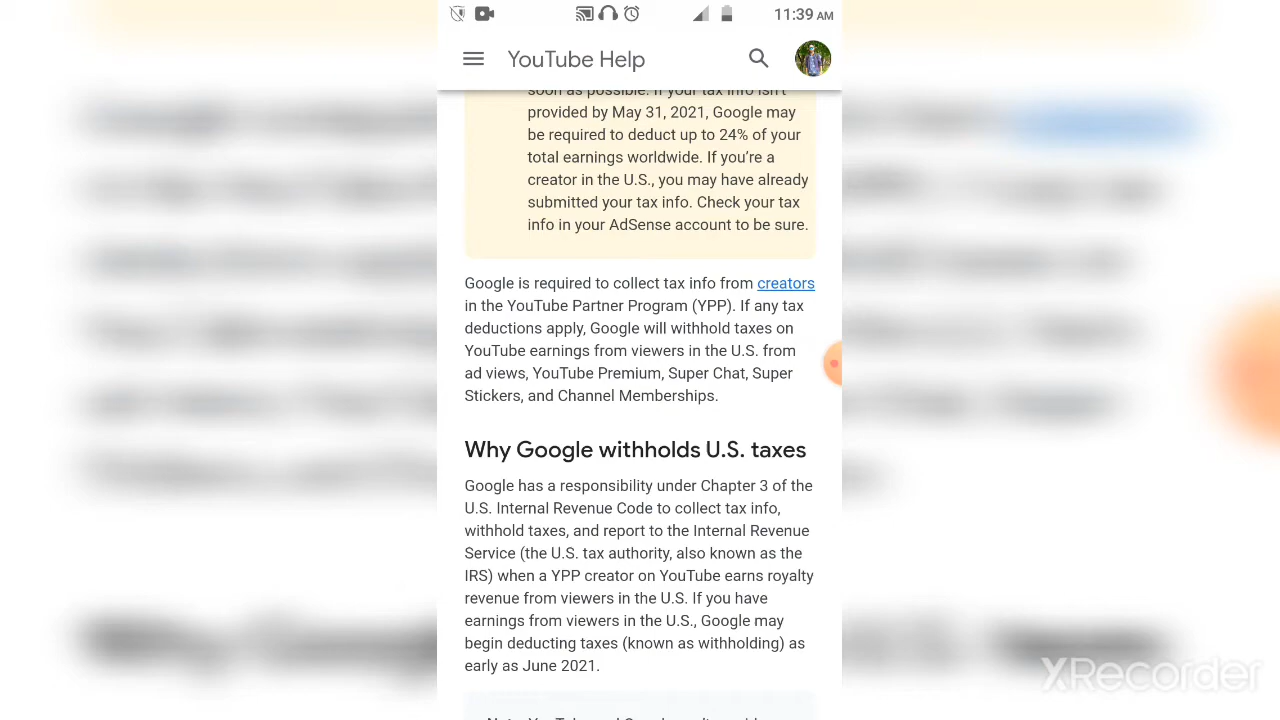 11:39 AM
YouTube Help
soon as possible. If your tax info isn't
provided by May 31, 2021, Google may
be required to deduct up to 24% of your
total earnings worldwide. If you're a
creator in the U.S., you may have already
submitted your tax info. Check your tax
info in your AdSense account to be sure.
Google is required to collect tax info from creators
in the YouTube Partner Program (YPP). If any tax
deductions apply, Google will withhold taxes on
YouTube earnings from viewers in the U.S. from
ad views, YouTube Premium, Super Chat, Super
Stickers, and Channel Memberships.
Why Google withholds U.S. taxes
Google has a responsibility under Chapter 3 of the
U.S. Internal Revenue Code to collect tax info,
withhold taxes, and report to the Internal Revenue
Service (the U.S. tax authority, also known as the
IRS) when a YPP creator on YouTube earns royalty
revenue from viewers in the U.S. If you have
earnings from viewers in the U.S., Google may
begin deducting taxes (known as withholding) as
early as June 2021.
XRecorder